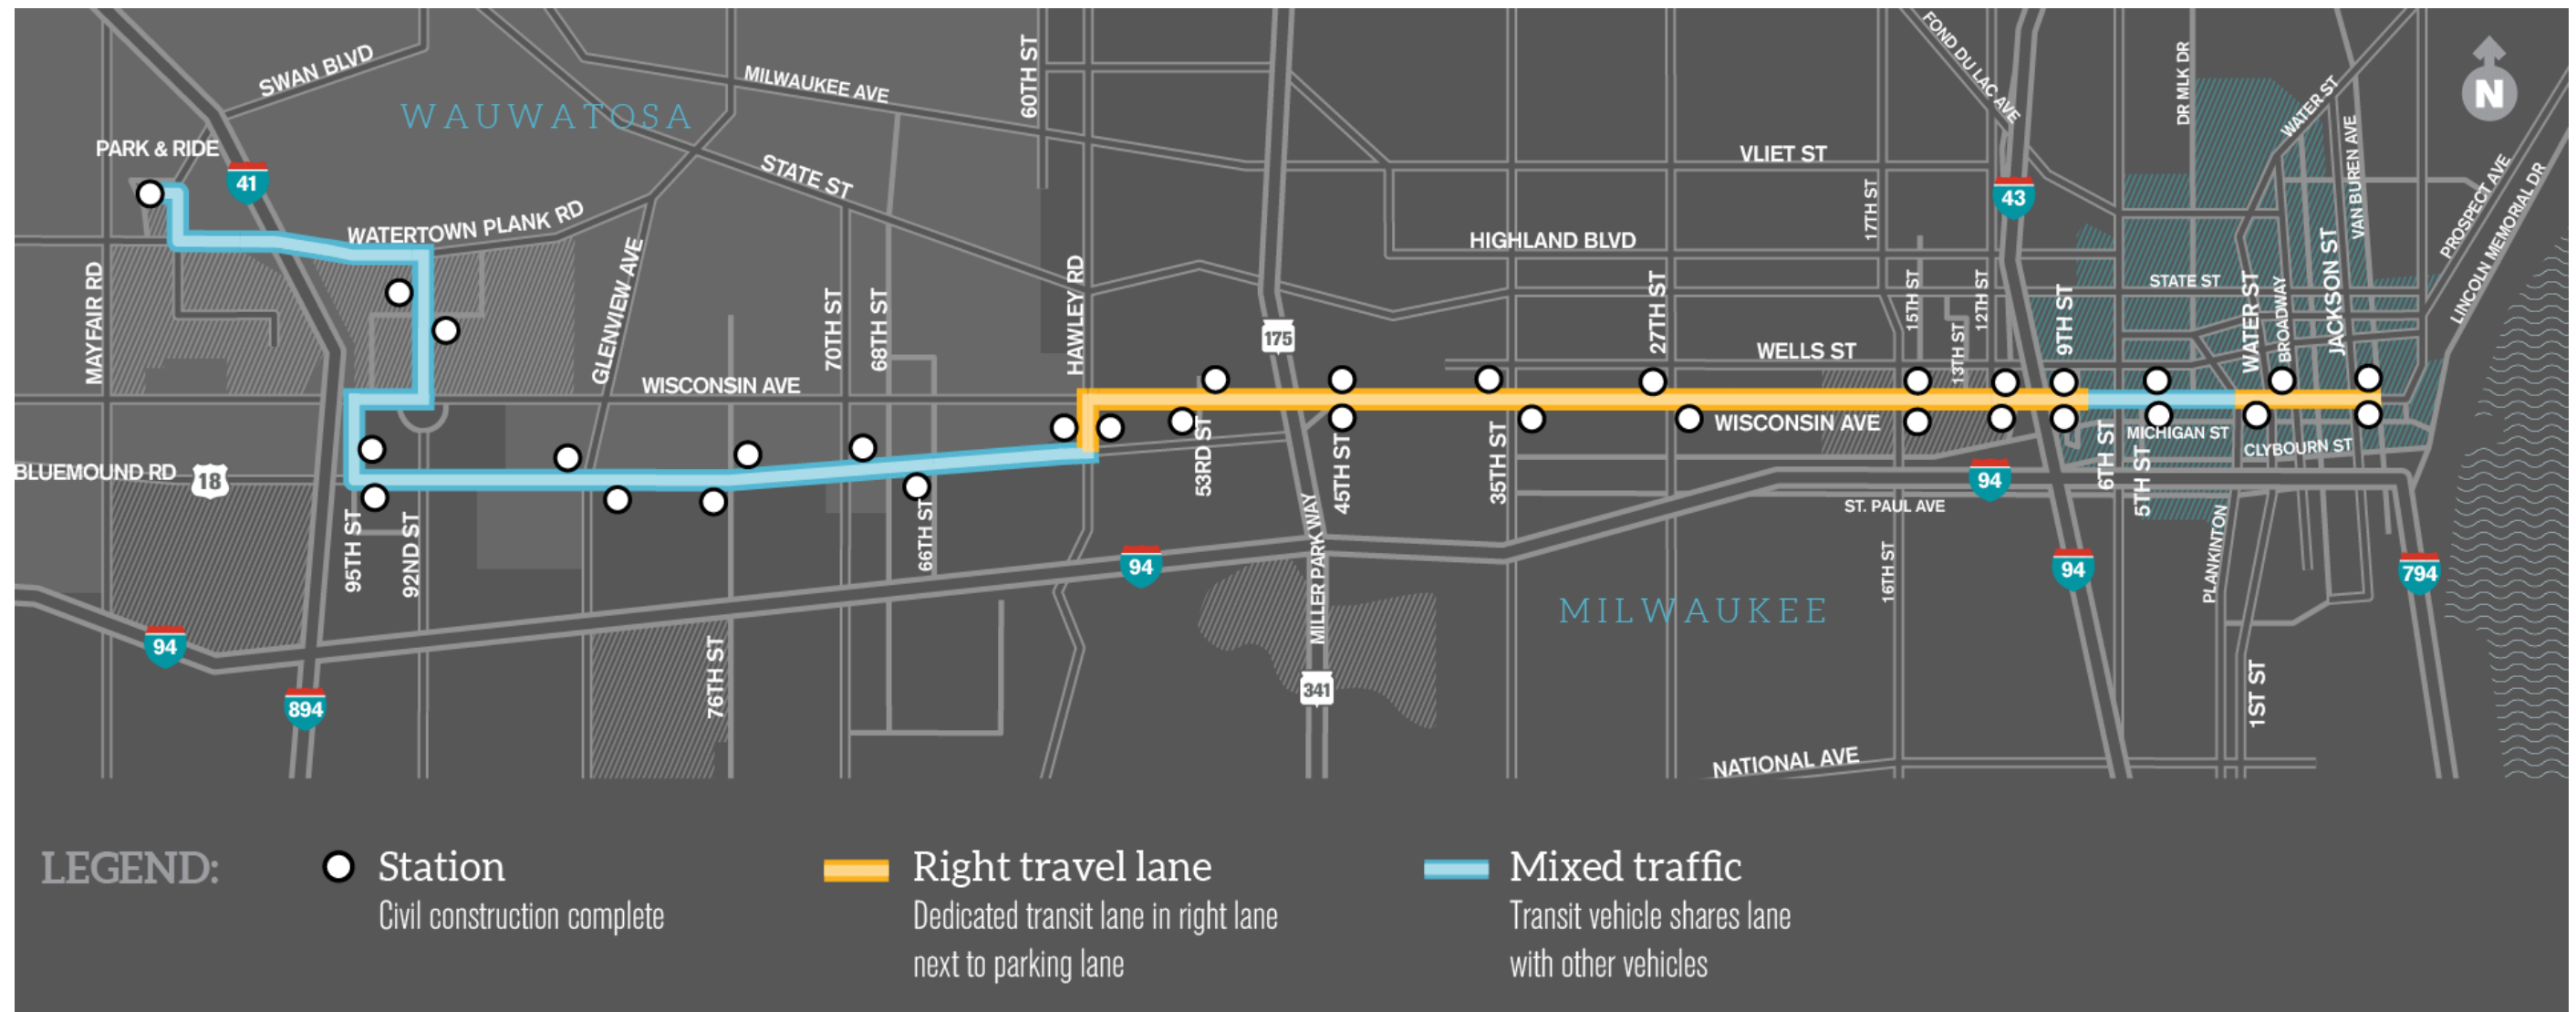 SWAN BLVD
WAUWATOSA
PARK & RIDE
41
MILWAUKEE AVE
60TH ST
STATE ST
WATERTOWN PLANK RD
MAYFAIR RD
GLENVIEW AVE
WISCONSIN AVE
70TH ST
68TH ST
HAWLEY RD
175
FOND DU LAC AVE
DR MLK DR
WATER ST
VAN BUREN AVE
PROSPECT AVE
LINCOLN MEMORIAL DR
N
VLIET ST
43
17TH ST
HIGHLAND BLVD
27TH ST
15TH ST
12TH ST
13TH ST
9TH ST
STATE ST
WATER ST
BROADWAY
JACKSON ST
WELLS ST
WISCONSIN AVE
BLUEMOUND RD
18
95TH ST
92ND ST
66TH ST
53RD ST
45TH ST
35TH ST
MICHIGAN ST
CLYBOURN ST
6TH ST
5TH ST
94
ST. PAUL AVE
MILLER PARK WAY
94
16TH ST
94
PLANKINTON
794
MILWAUKEE
94
894
76TH ST
341
1ST ST
NATIONAL AVE
LEGEND:
Station
Civil construction complete
Right travel lane
Dedicated transit lane in right lane
next to parking lane
Mixed traffic
Transit vehicle shares lane
with other vehicles